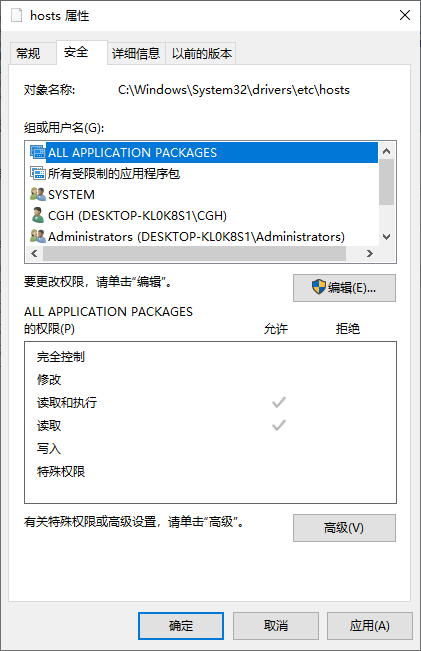 hosts 属性
常规 安全 详细信息 以前的版本
对象名称: C:\Windows\System32\drivers\etc\hosts
组或用户名(G):
ALL APPLICATION PACKAGES
所有受限制的应用程序包
SYSTEM
CGH (DESKTOP-KL0K8S1\CGH)
Administrators (DESKTOP-KL0K8S1\Administrators)
要更改权限，请单击“编辑”。
编辑(E)...
ALL APPLICATION PACKAGES
的权限(P) 允许 拒绝
完全控制
修改
读取和执行
读取
写入
特殊权限
有关特殊权限或高级设置，请单击“高级”。
高级(V)
确定 取消 应用(A)